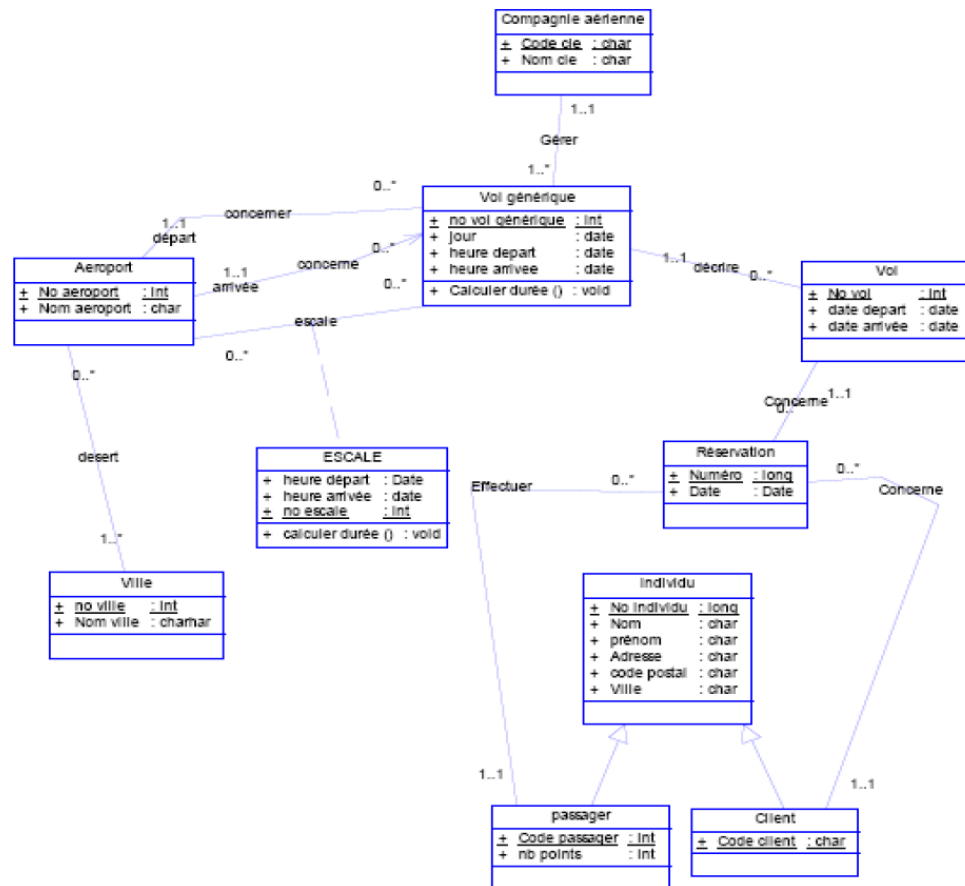 Compagnie aérienne
+ Code cie : char
+ Nom cie : char
1..1
Gérer
1..*
Vol générique
+ no vol générique : int
+ jour : date
+ heure depart : date
+ heure arrivee : date
+ Calculer durée () : void
0..*
concerner
1..1
départ
0..*
concerne
1..1
arrivée
0..*
escale
0..*
Aeroport
+ No aeroport : int
+ Nom aeroport : char
1..1
décrire
0..*
Vol
+ No vol : int
+ date depart : date
+ date arrivée : date
1..1
Concerne
0..*
0..*
desert
1..*
ESCALE
+ heure départ : Date
+ heure arrivée : date
+ no escale : int
+ calculer durée () : void
Réservation
+ Numéro : long
+ Date : Date
Effectuer
0..*
0..*
Concerne
Ville
+ no ville : int
+ Nom ville : charhar
Individu
+ No individu : long
+ Nom : char
+ prénom : char
+ Adresse : char
+ code postal : char
+ Ville : char
1..1
1..1
passager
+ Code passager : int
+ nb points : int
Client
+ Code client : char